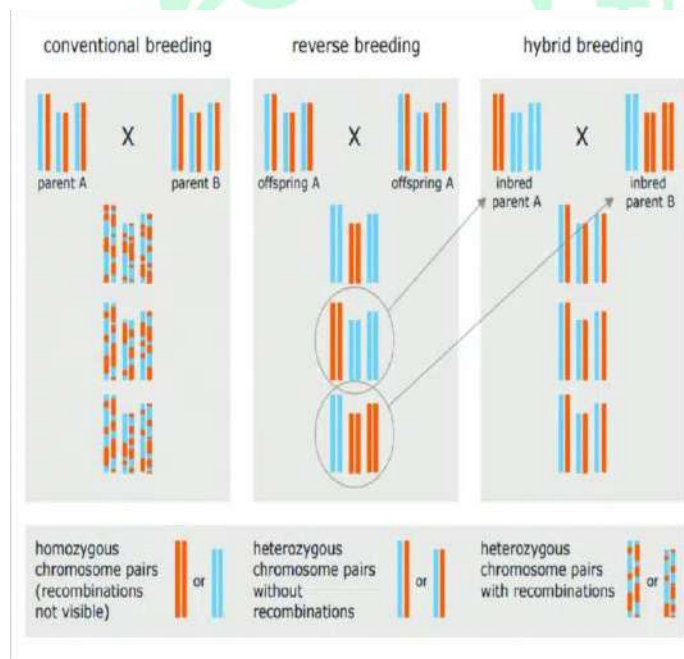 conventional breeding
reverse breeding
hybrid breeding
X
X
X
parent A
parent B
offspring A
offspring A
inbred
parent A
inbred
parent B
homozygous
chromosome pairs
(recombinations
not visible)
or
heterozygous
chromosome pairs
without
recombinations
or
heterozygous
chromosome pairs
with recombinations
or